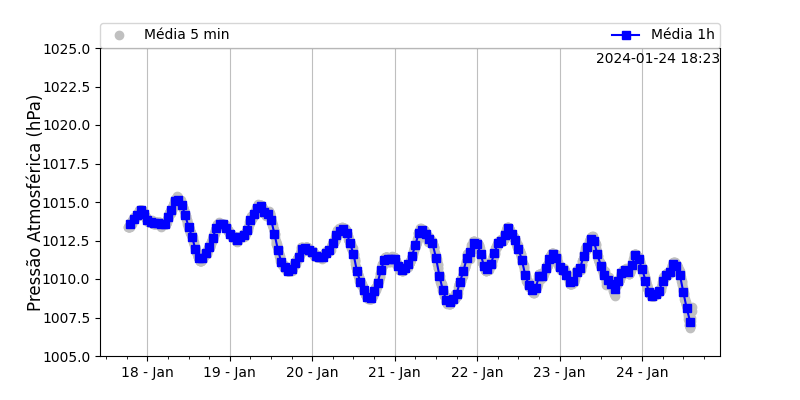 Média 5 min
Média 1h
2024-01-24 18:23
Pressão Atmosférica (hPa)
1025.0
1022.5
1020.0
1017.5
1015.0
1012.5
1010.0
1007.5
1005.0
18 - Jan
19 - Jan
20 - Jan
21 - Jan
22 - Jan
23 - Jan
24 - Jan